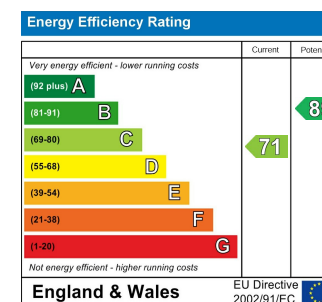 Energy Efficiency Rating
Current
Very energy efficient - lower running costs
(92 plus) A
(81-91) B
8
(69-80) C
71
(55-68) D
(39-54) E
(21-38) F
(1-20) G
Not energy efficient - higher running costs
England & Wales
EU Directive
2002/91/EC